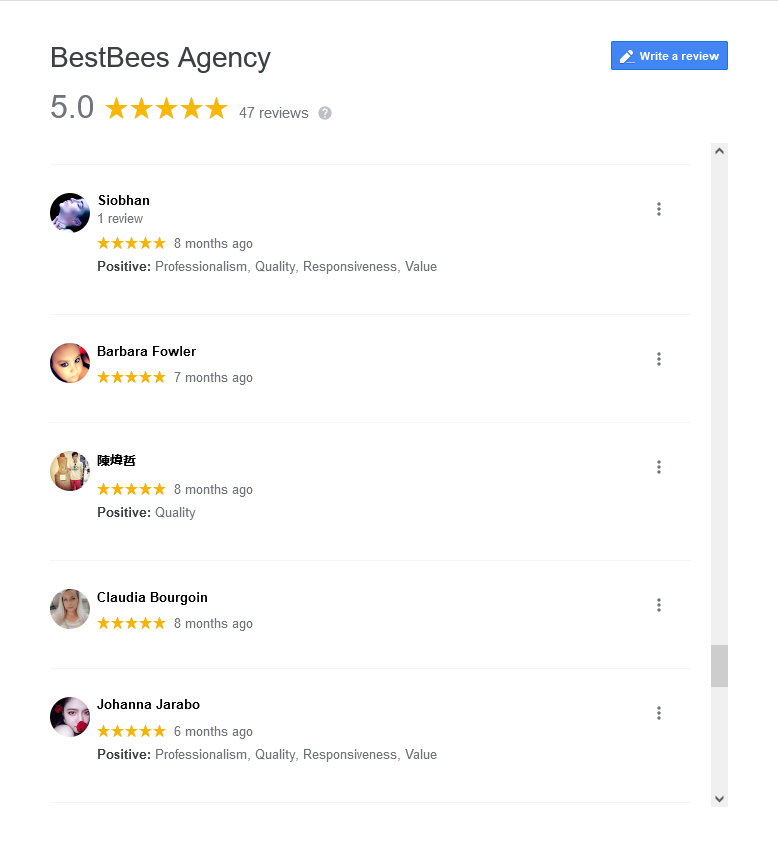 BestBees Agency
Write a review
5.0 47 reviews ?
Siobhan
1 review
8 months ago
Positive: Professionalism, Quality, Responsiveness, Value
Barbara Fowler
7 months ago
陳煒哲
8 months ago
Positive: Quality
Claudia Bourgoin
8 months ago
Johanna Jarabo
6 months ago
Positive: Professionalism, Quality, Responsiveness, Value